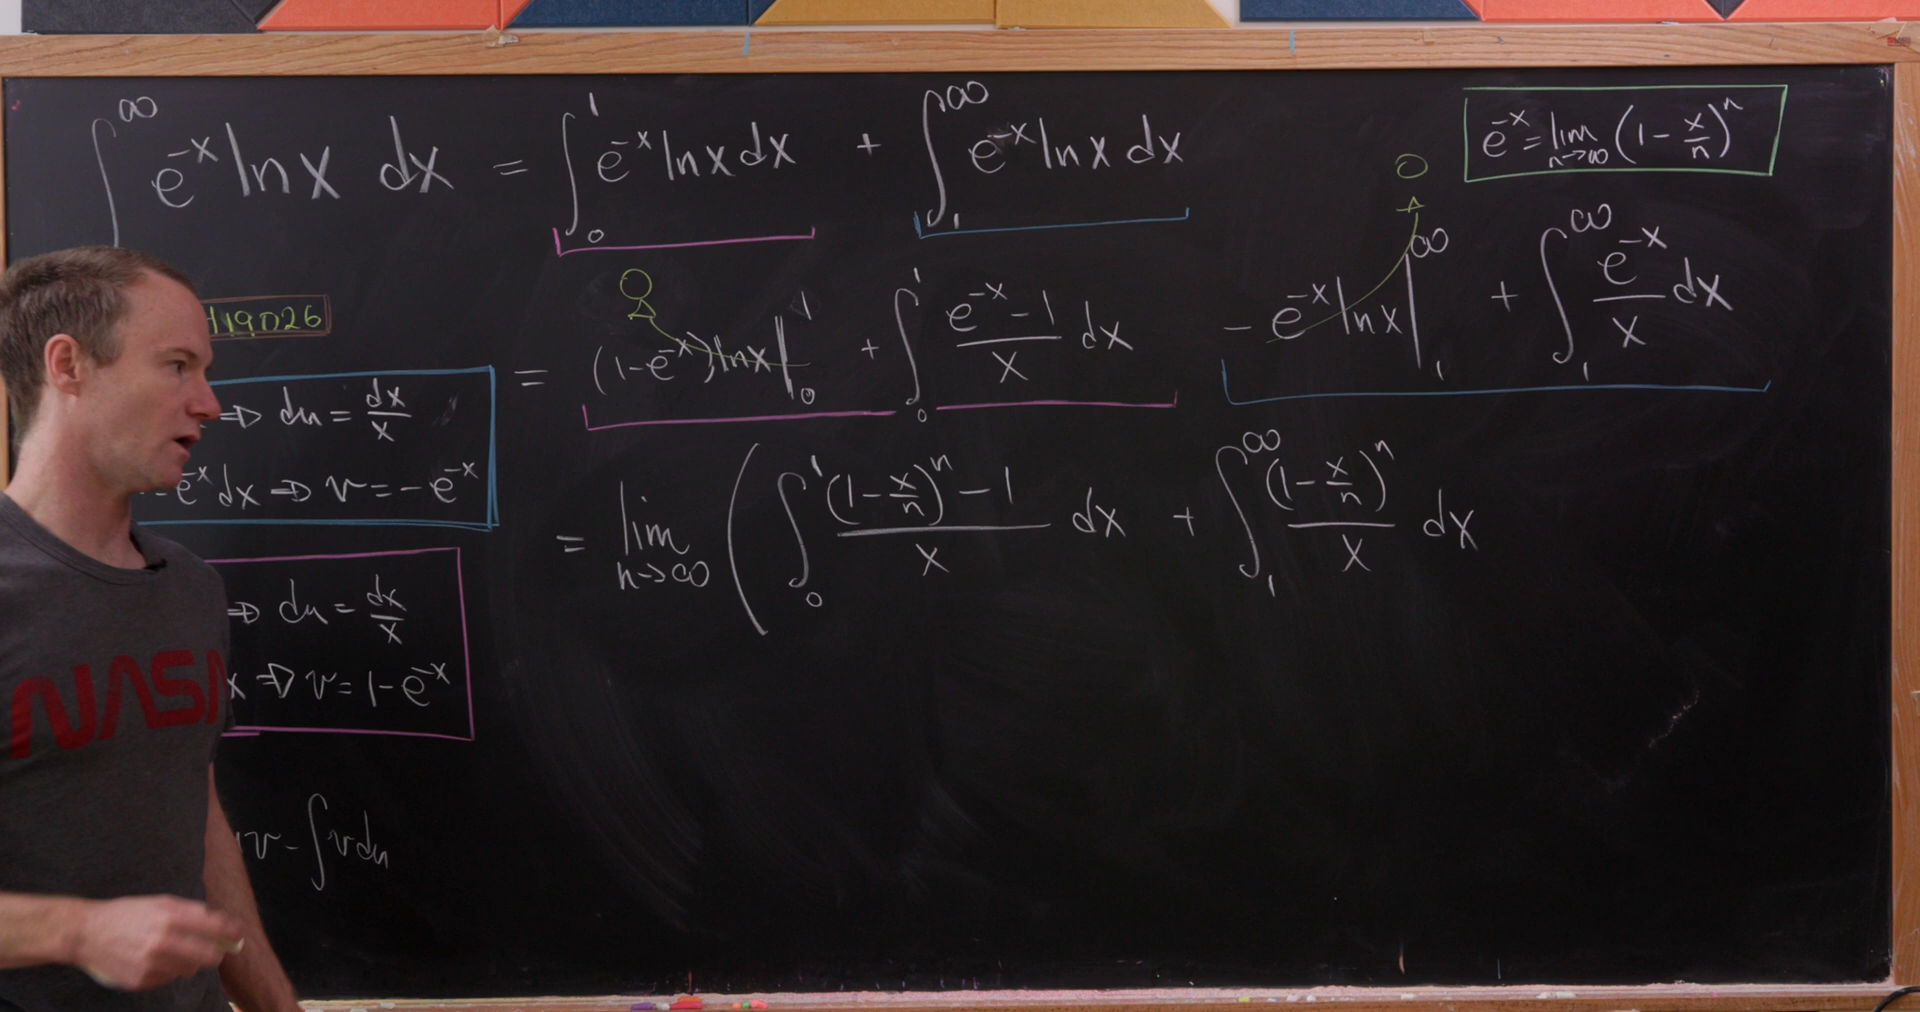 ∫₀^∞ e^{-x} ln x dx = ∫₀¹ e^{-x} ln x dx + ∫₁^∞ e^{-x} ln x dx
e^{-x} = lim_{n→∞} (1 - x/n)^n
0
0
= (1-e^{-x}) ln x |₀¹ + ∫₀¹ (e^{-x} - 1)/x dx - e^{-x} ln x |₁^∞ + ∫₁^∞ e^{-x}/x dx
= lim_{n→∞} ( ∫₀¹ ((1 - x/n)^n - 1)/x dx + ∫₁^∞ (1 - x/n)^n/x dx
19026
⇒ du = dx/x
e^{-x} dx ⇒ v = -e^{-x}
⇒ du = dx/x
x ⇒ v = 1 - e^{-x}
v - ∫ v du
NASA